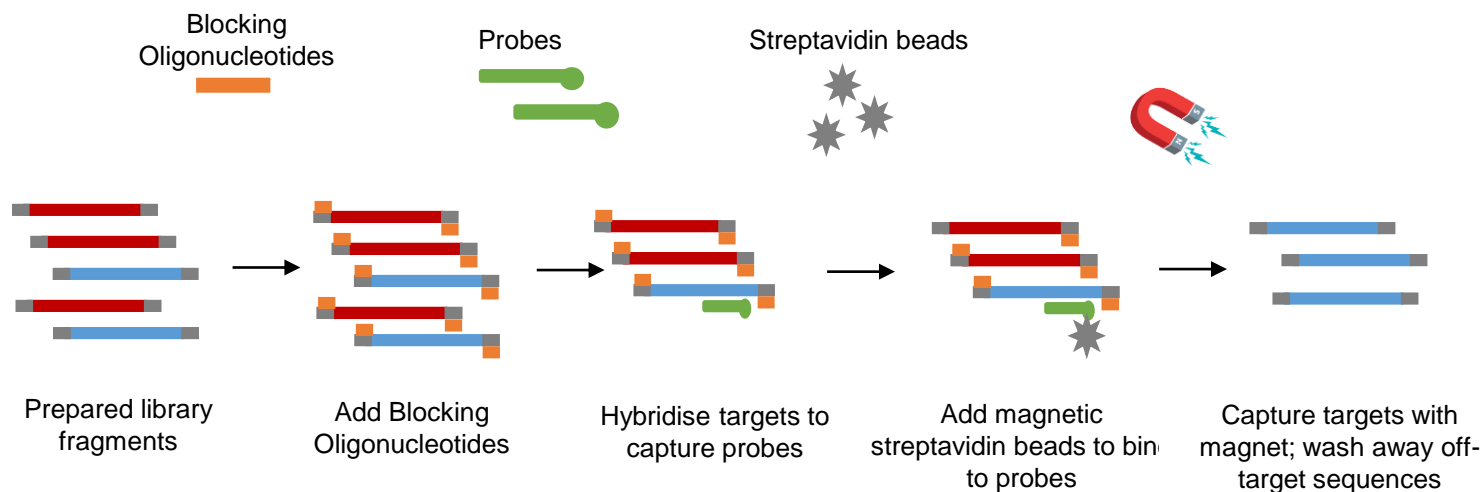 Blocking
Oligonucleotides
Probes
Streptavidin beads
Prepared library
fragments
Add Blocking
Oligonucleotides
Hybridise targets to
capture probes
Add magnetic
streptavidin beads to bin
to probes
Capture targets with
magnet; wash away off-
target sequences
S
N